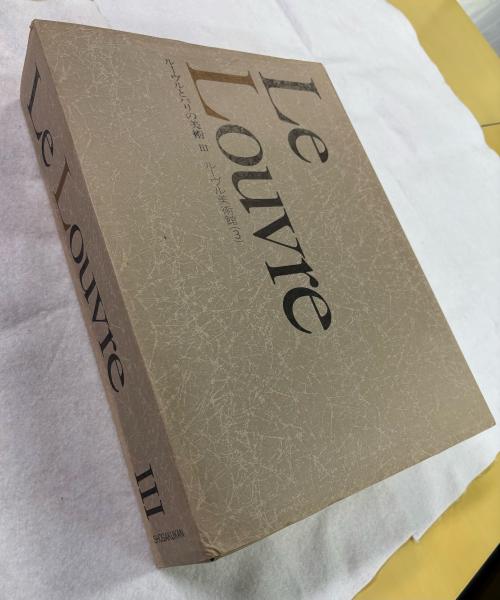 Le
Louvre
ルーヴルとパリの美術 III ルーヴル美術館(3)
Le Louvre
III
SHOGAKUKAN